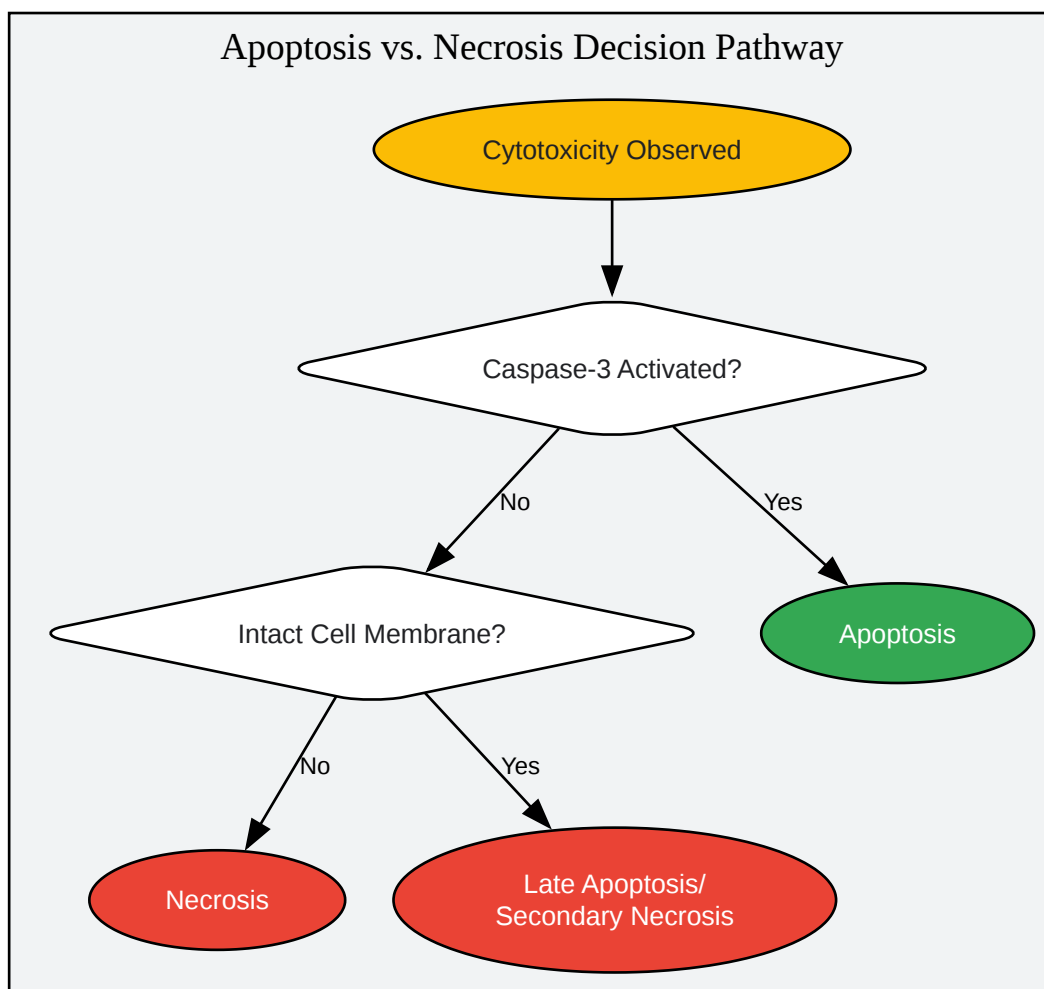 Apoptosis vs. Necrosis Decision Pathway
Cytotoxicity Observed
Caspase-3 Activated?
No
Yes
Intact Cell Membrane?
Apoptosis
No
Yes
Necrosis
Late Apoptosis/
Secondary Necrosis